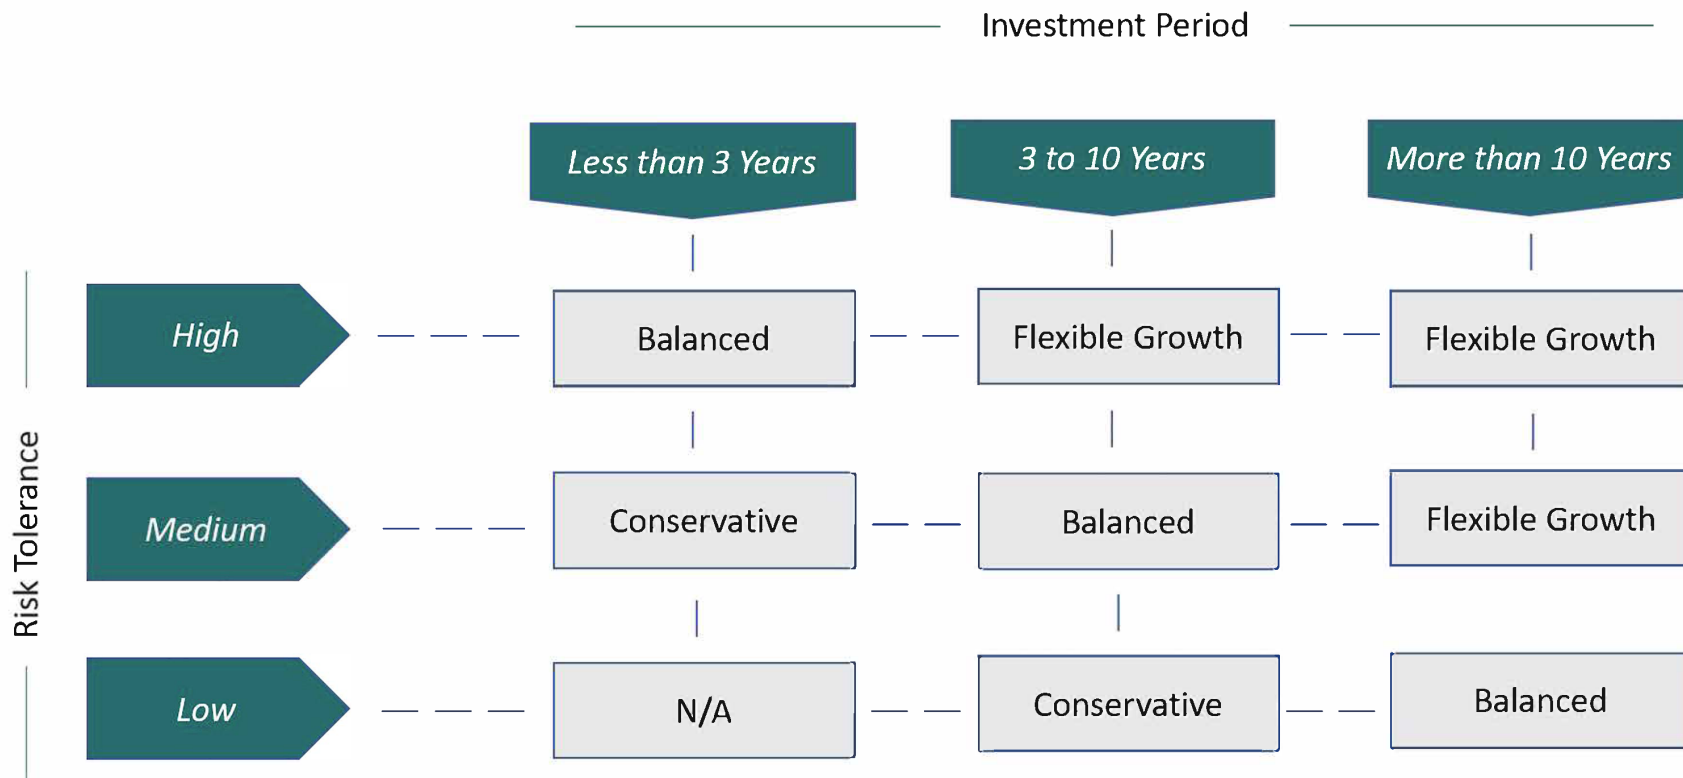 Investment Period
Less than 3 Years
3 to 10 Years
More than 10 Years
Risk Tolerance
High
Balanced
Flexible Growth
Flexible Growth
Medium
Conservative
Balanced
Flexible Growth
Low
N/A
Conservative
Balanced